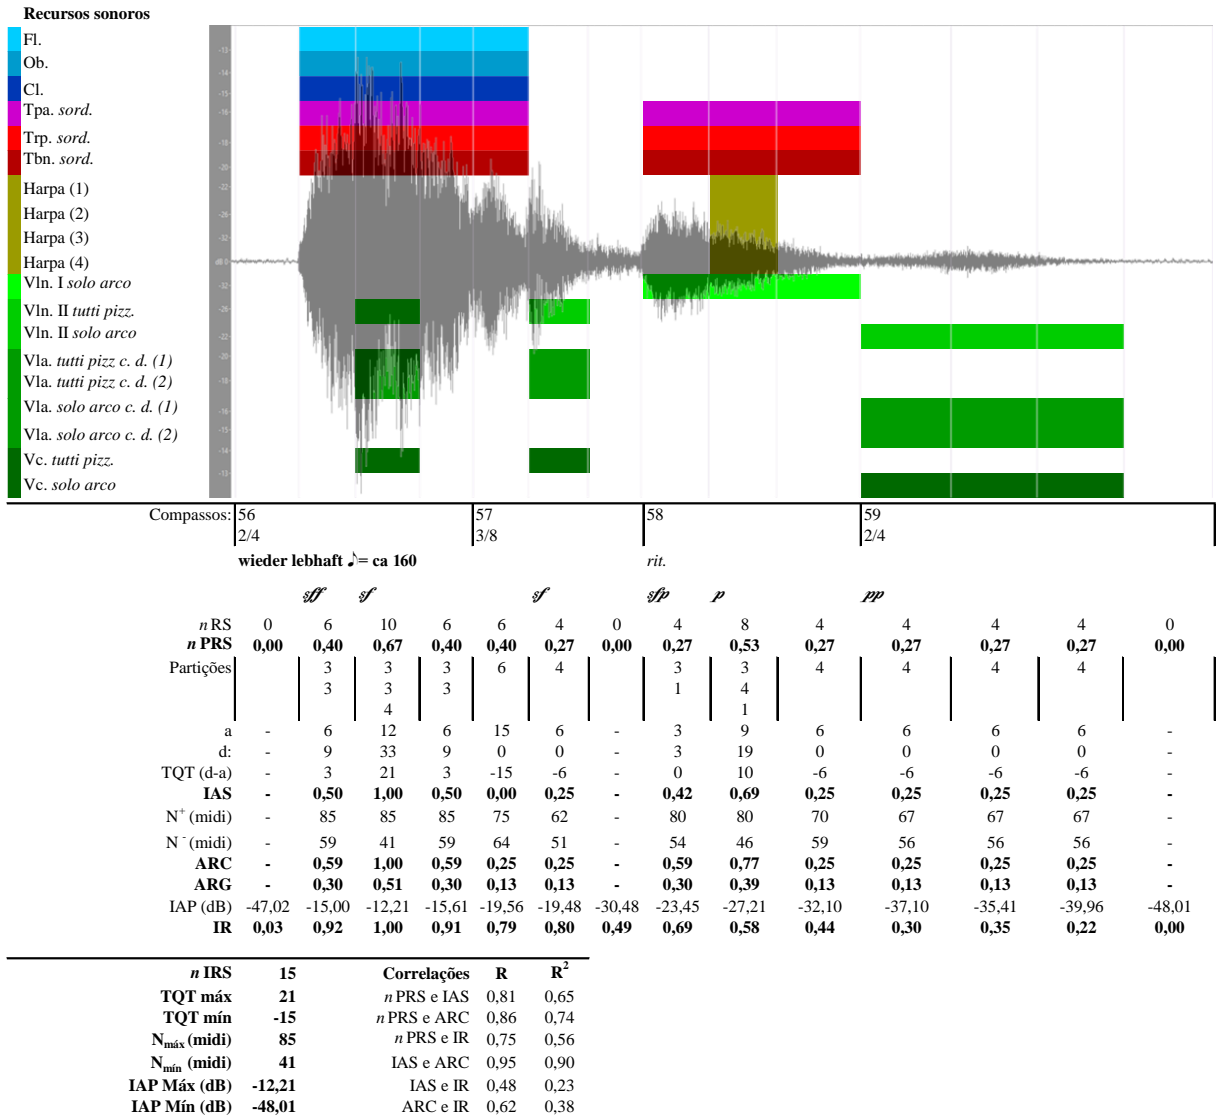 Recursos sonoros
Fl.
Ob.
Cl.
Tpa. sord.
Trp. sord.
Tbn. sord.
Harpa (1)
Harpa (2)
Harpa (3)
Harpa (4)
Vln. I solo arco
Vln. II tutti pizz.
Vln. II solo arco
Vla. tutti pizz c. d. (1)
Vla. tutti pizz c. d. (2)
Vla. solo arco c. d. (1)
Vla. solo arco c. d. (2)
Vc. tutti pizz.
Vc. solo arco
Compassos: 56 57 58 59
2/4 3/8 2/4
wieder lebhaft ♪= ca 160 rit.
sff sf sf sfp p pp
n RS 0 6 10 6 6 4 0 4 8 4 4 4 4 0
n PRS 0,00 0,40 0,67 0,40 0,40 0,27 0,00 0,27 0,53 0,27 0,27 0,27 0,27 0,00
Partições 3 3 3 6 4 3 3 4 4 4 4
3 3 3 1 4
4 1
a - 6 12 6 15 6 - 3 9 6 6 6 6 -
d: - 9 33 9 0 0 - 3 19 0 0 0 0 -
TQT (d-a) - 3 21 3 -15 -6 - 0 10 -6 -6 -6 -6 -
IAS - 0,50 1,00 0,50 0,00 0,25 - 0,42 0,69 0,25 0,25 0,25 0,25 -
N+ (midi) - 85 85 85 75 62 - 80 80 70 67 67 67 -
N- (midi) - 59 41 59 64 51 - 54 46 59 56 56 56 -
ARC - 0,59 1,00 0,59 0,25 0,25 - 0,59 0,77 0,25 0,25 0,25 0,25 -
ARG - 0,30 0,51 0,30 0,13 0,13 - 0,30 0,39 0,13 0,13 0,13 0,13 -
IAP (dB) -47,02 -15,00 -12,21 -15,61 -19,56 -19,48 -30,48 -23,45 -27,21 -32,10 -37,10 -35,41 -39,96 -48,01
IR 0,03 0,92 1,00 0,91 0,79 0,80 0,49 0,69 0,58 0,44 0,30 0,35 0,22 0,00
n IRS 15 Correlações R R²
TQT máx 21 n PRS e IAS 0,81 0,65
TQT mín -15 n PRS e ARC 0,86 0,74
Nmáx (midi) 85 n PRS e IR 0,75 0,56
Nmín (midi) 41 IAS e ARC 0,95 0,90
IAP Máx (dB) -12,21 IAS e IR 0,48 0,23
IAP Mín (dB) -48,01 ARC e IR 0,62 0,38